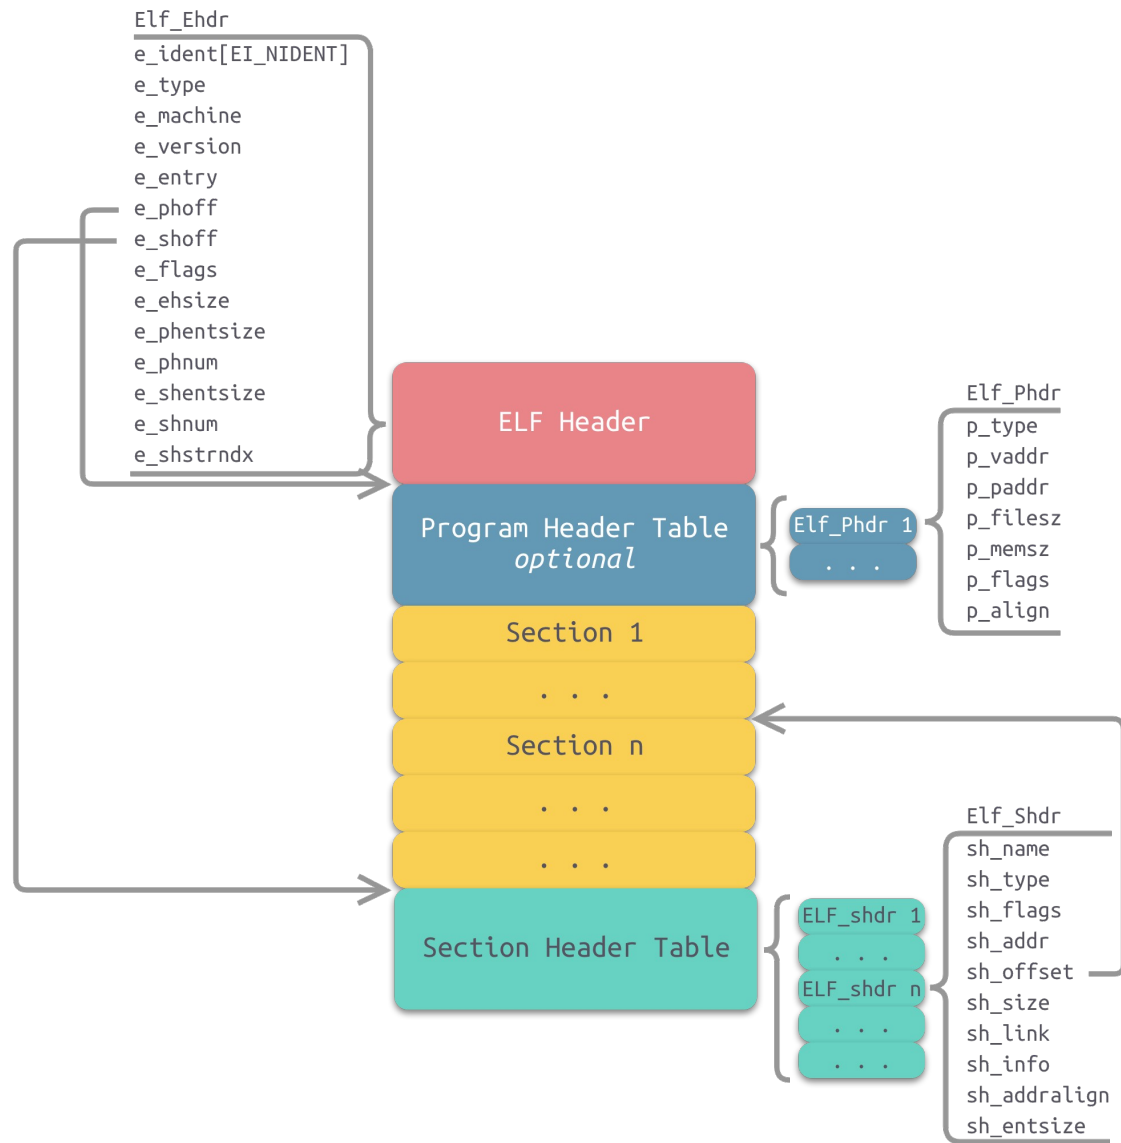 Elf_Ehdr
e_ident[EI_NIDENT]
e_type
e_machine
e_version
e_entry
e_phoff
e_shoff
e_flags
e_ehsize
e_phentsize
e_phnum
e_shentsize
e_shnum
e_shstrndx
ELF Header
Program Header Table
optional
Elf_Phdr 1
. . .
Elf_Phdr
p_type
p_vaddr
p_paddr
p_filesz
p_memsz
p_flags
p_align
Section 1
. . .
Section n
. . .
. . .
Section Header Table
ELF_shdr 1
. . .
ELF_shdr n
. . .
. . .
Elf_Shdr
sh_name
sh_type
sh_flags
sh_addr
sh_offset
sh_size
sh_link
sh_info
sh_addralign
sh_entsize